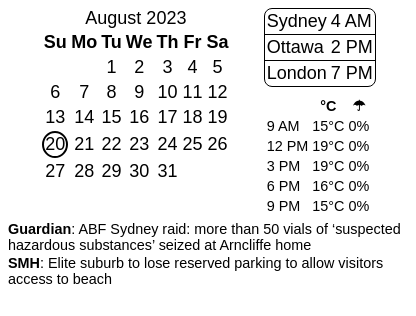 August 2023
Su Mo Tu We Th Fr Sa
1 2 3 4 5
6 7 8 9 10 11 12
13 14 15 16 17 18 19
20 21 22 23 24 25 26
27 28 29 30 31
Sydney 4 AM
Ottawa 2 PM
London 7 PM
°C ☂
9 AM 15°C 0%
12 PM 19°C 0%
3 PM 19°C 0%
6 PM 16°C 0%
9 PM 15°C 0%
Guardian: ABF Sydney raid: more than 50 vials of ‘suspected
hazardous substances’ seized at Arncliffe home
SMH: Elite suburb to lose reserved parking to allow visitors
access to beach